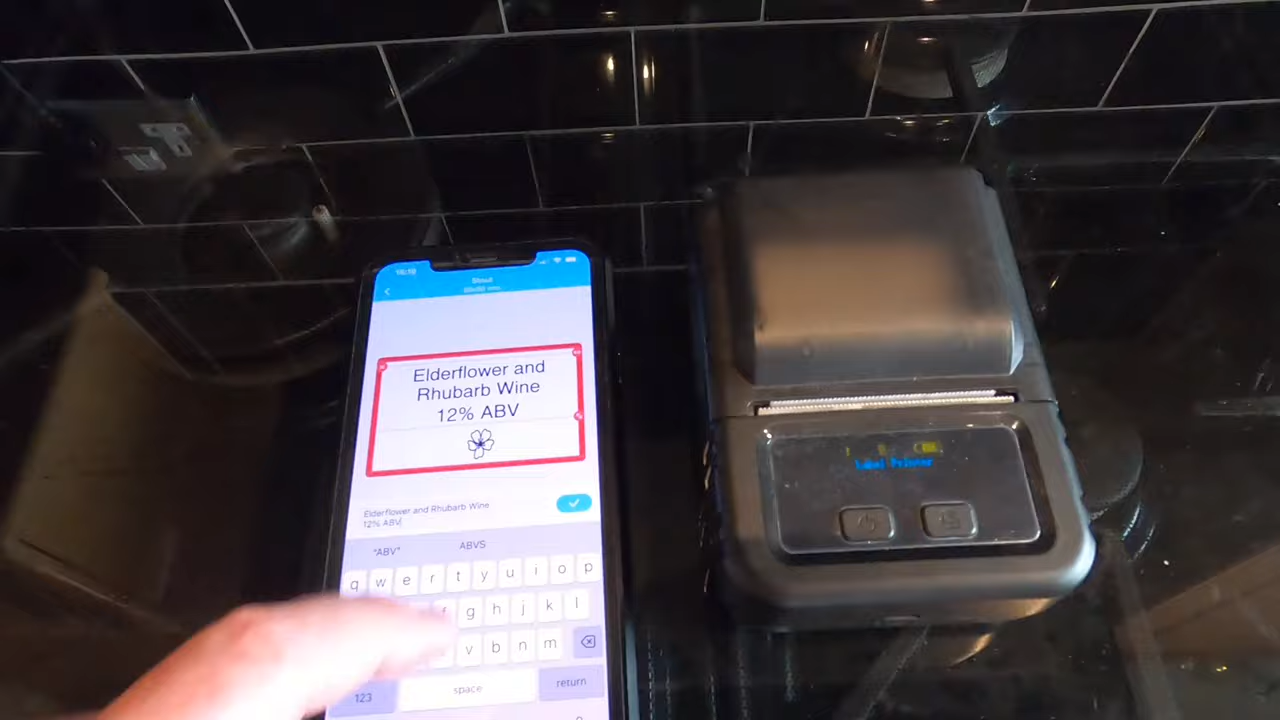 Stout
Elderflower and
Rhubarb Wine
12% ABV
Elderflower and Rhubarb Wine
12% ABV
"ABV" ABVS
q w e r t y u i o p
f g h j k l
v b n m
123 space return
Label Printer